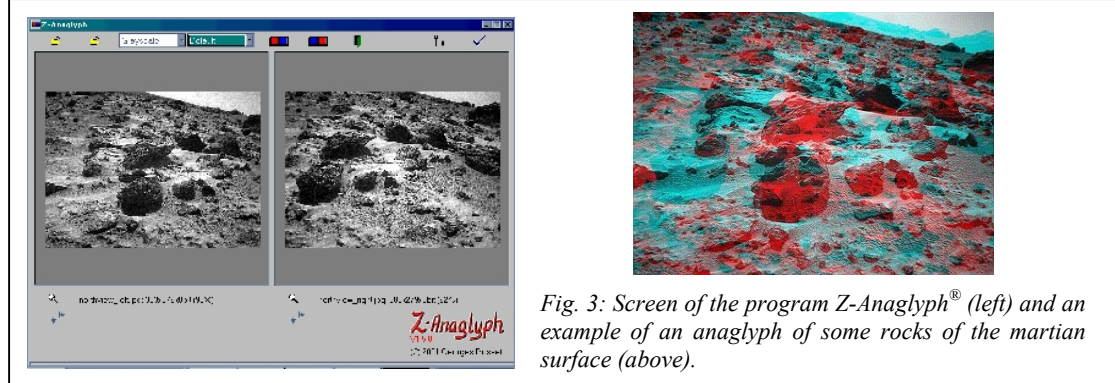 Z-Anaglyph
Grayscale Default
Z-Anaglyph
V1.5.0
(C) 2001 Georges
Fig. 3: Screen of the program Z-Anaglyph® (left) and an
example of an anaglyph of some rocks of the martian
surface (above).